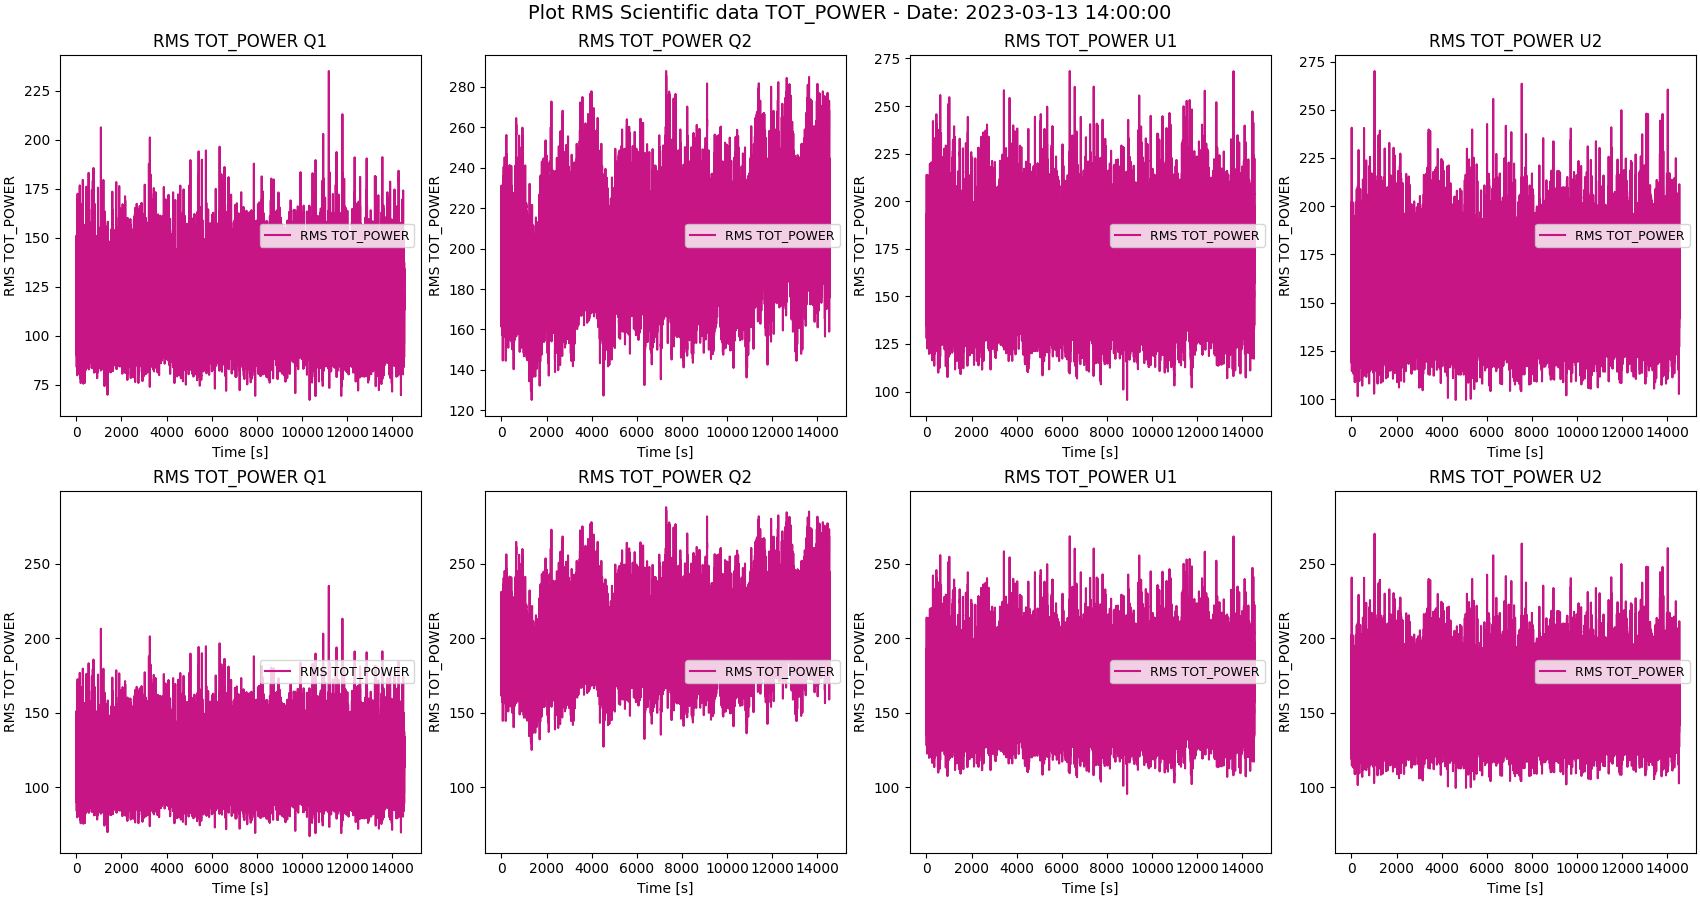 Plot RMS Scientific data TOT_POWER - Date: 2023-03-13 14:00:00
RMS TOT_POWER Q1
RMS TOT_POWER
225
200
175
150
125
100
75
RMS TOT_POWER
0 2000 4000 6000 8000 10000 12000 14000
Time [s]
RMS TOT_POWER Q2
RMS TOT_POWER
280
260
240
220
200
180
160
140
120
RMS TOT_POWER
0 2000 4000 6000 8000 10000 12000 14000
Time [s]
RMS TOT_POWER U1
RMS TOT_POWER
275
250
225
200
175
150
125
100
RMS TOT_POWER
0 2000 4000 6000 8000 10000 12000 14000
Time [s]
RMS TOT_POWER U2
RMS TOT_POWER
275
250
225
200
175
150
125
100
RMS TOT_POWER
0 2000 4000 6000 8000 10000 12000 14000
Time [s]
RMS TOT_POWER Q1
RMS TOT_POWER
250
200
150
100
RMS TOT_POWER
0 2000 4000 6000 8000 10000 12000 14000
Time [s]
RMS TOT_POWER Q2
RMS TOT_POWER
250
200
150
100
RMS TOT_POWER
0 2000 4000 6000 8000 10000 12000 14000
Time [s]
RMS TOT_POWER U1
RMS TOT_POWER
250
200
150
100
RMS TOT_POWER
0 2000 4000 6000 8000 10000 12000 14000
Time [s]
RMS TOT_POWER U2
RMS TOT_POWER
250
200
150
100
RMS TOT_POWER
0 2000 4000 6000 8000 10000 12000 14000
Time [s]